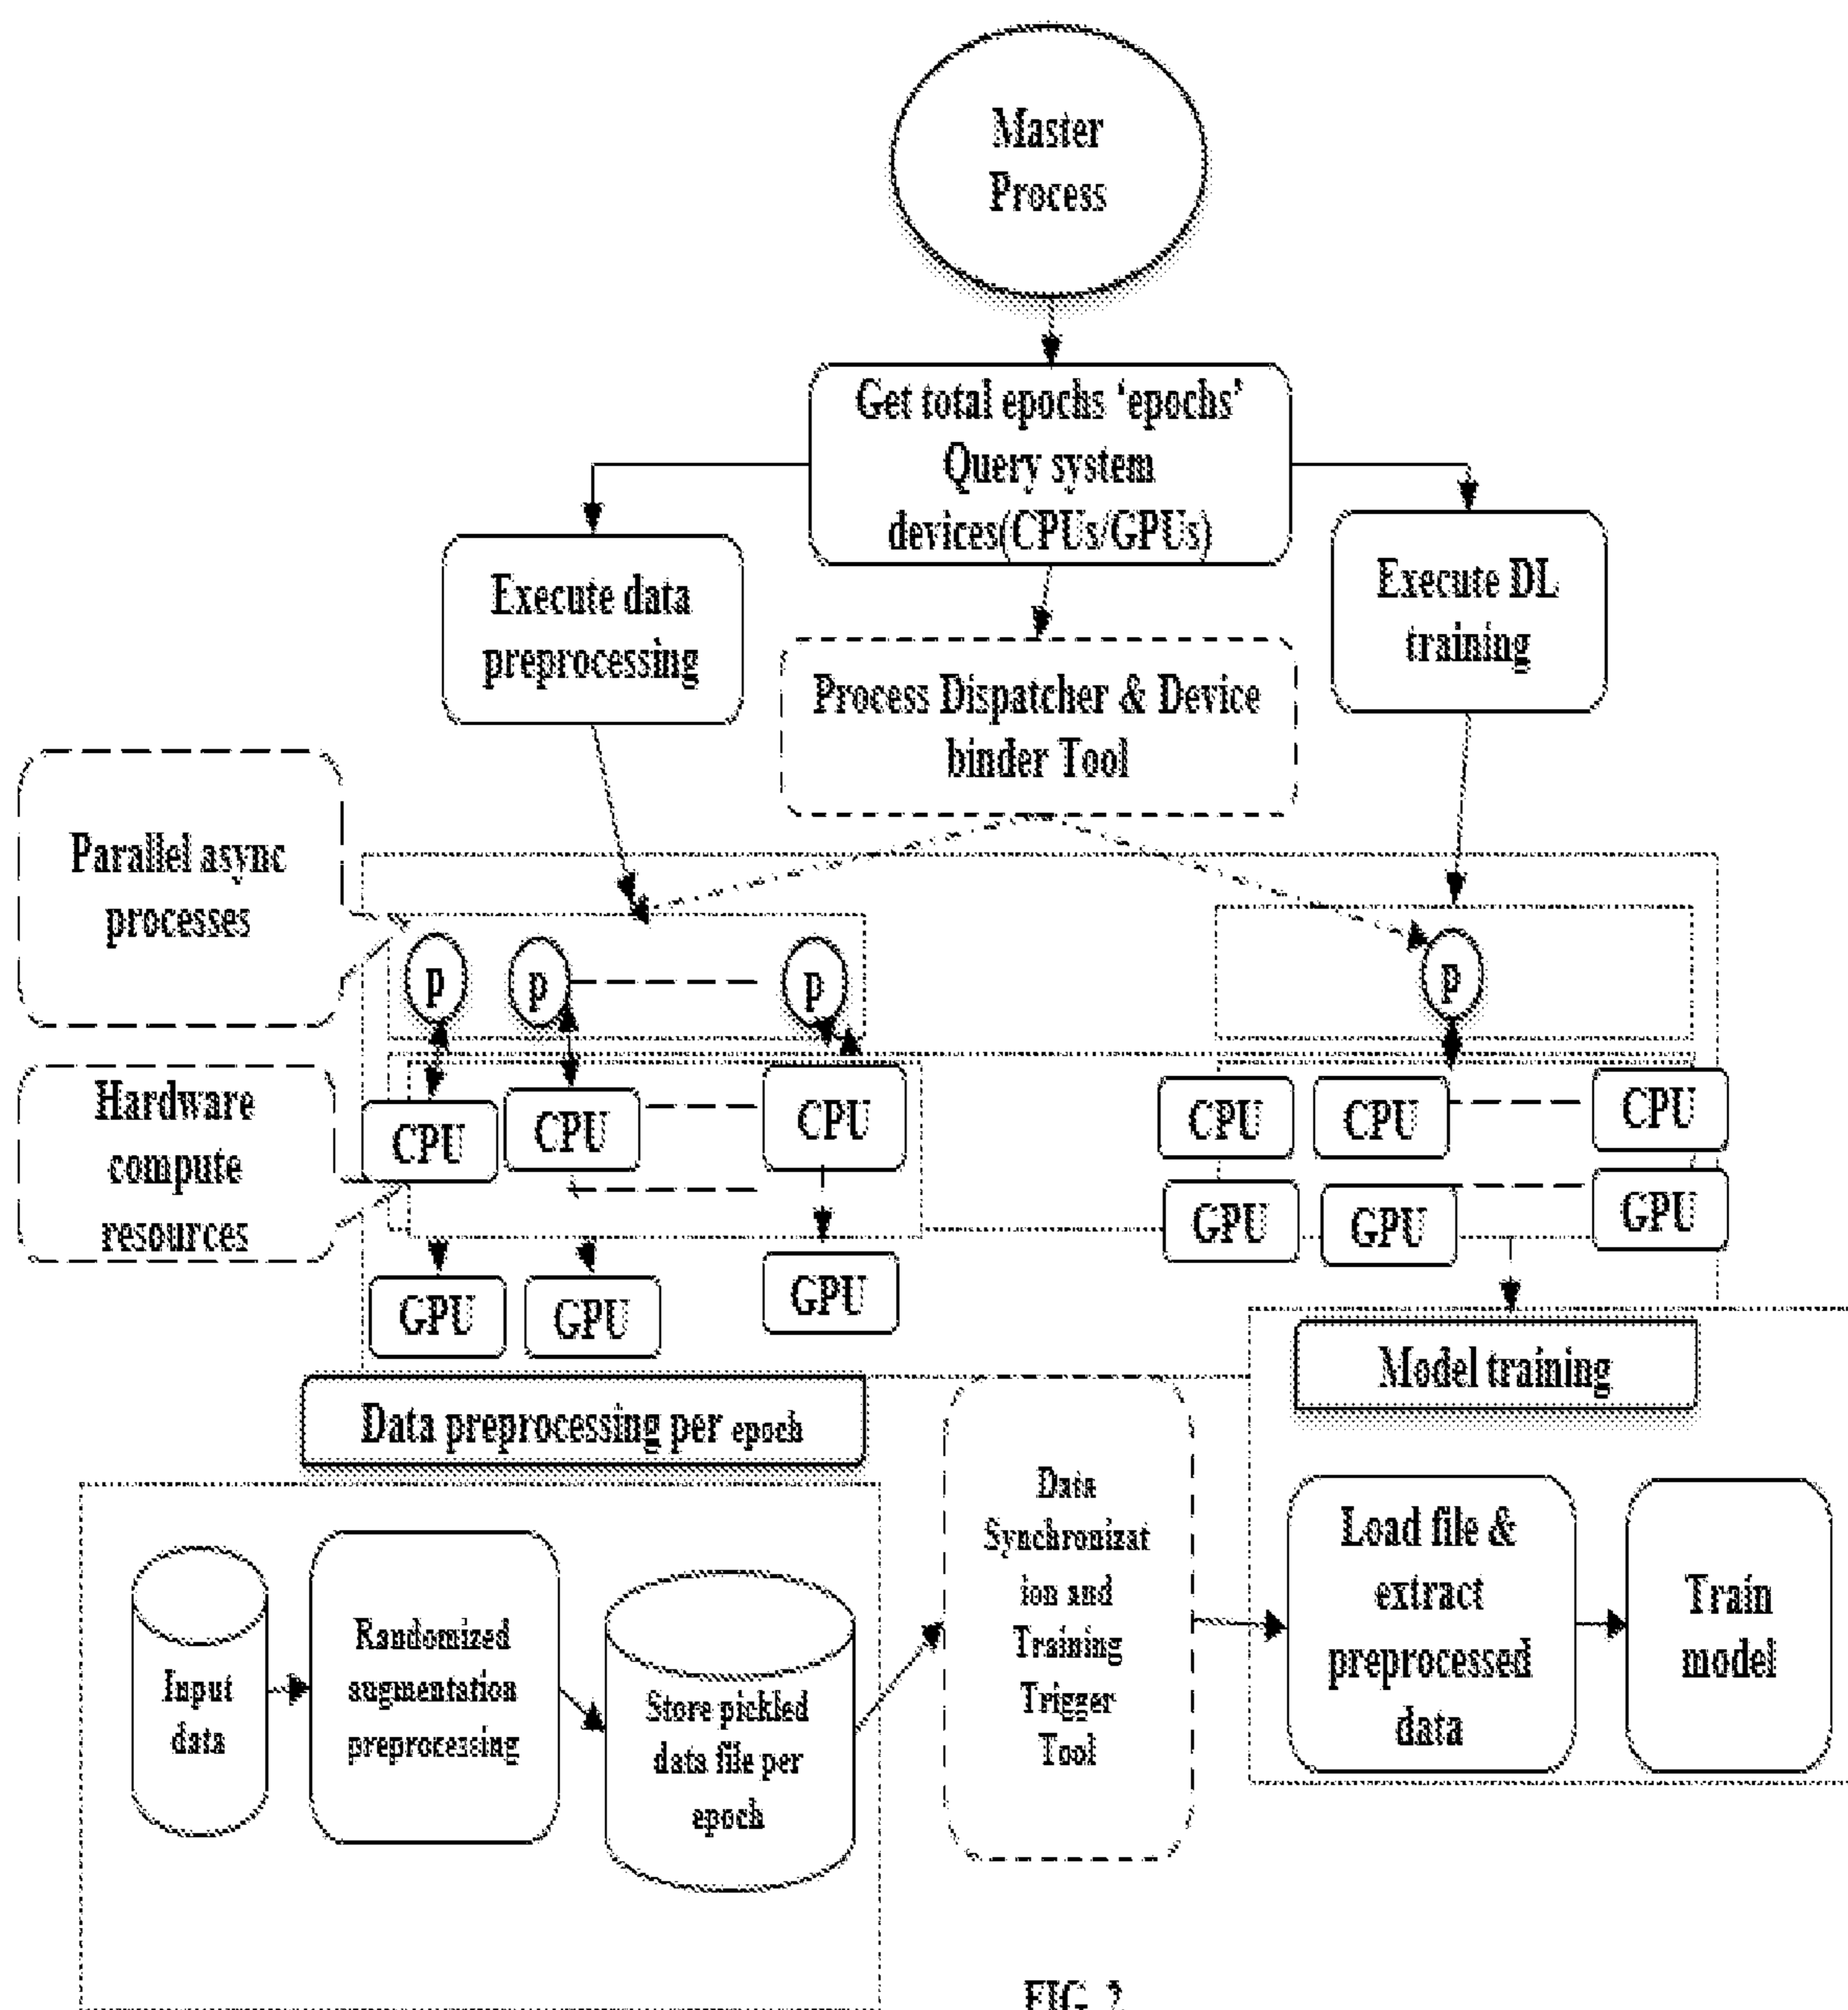 Master
Process
Get total epochs ‘epochs’
Query system
devices(CPUs/GPUs)
Execute data
preprocessing
Execute DL
training
Process Dispatcher & Device
binder Tool
Parallel async
processes
p
p
p
p
Hardware
compute
resources
CPU
CPU
CPU
CPU
CPU
CPU
GPU
GPU
GPU
GPU
GPU
GPU
Data preprocessing per epoch
Model training
Input
data
Randomized
augmentation
preprocessing
Store pickled
data file per
epoch
Data
Synchronizat
ion and
Training
Trigger
Tool
Load file &
extract
preprocessed
data
Train
model
FIG. 2